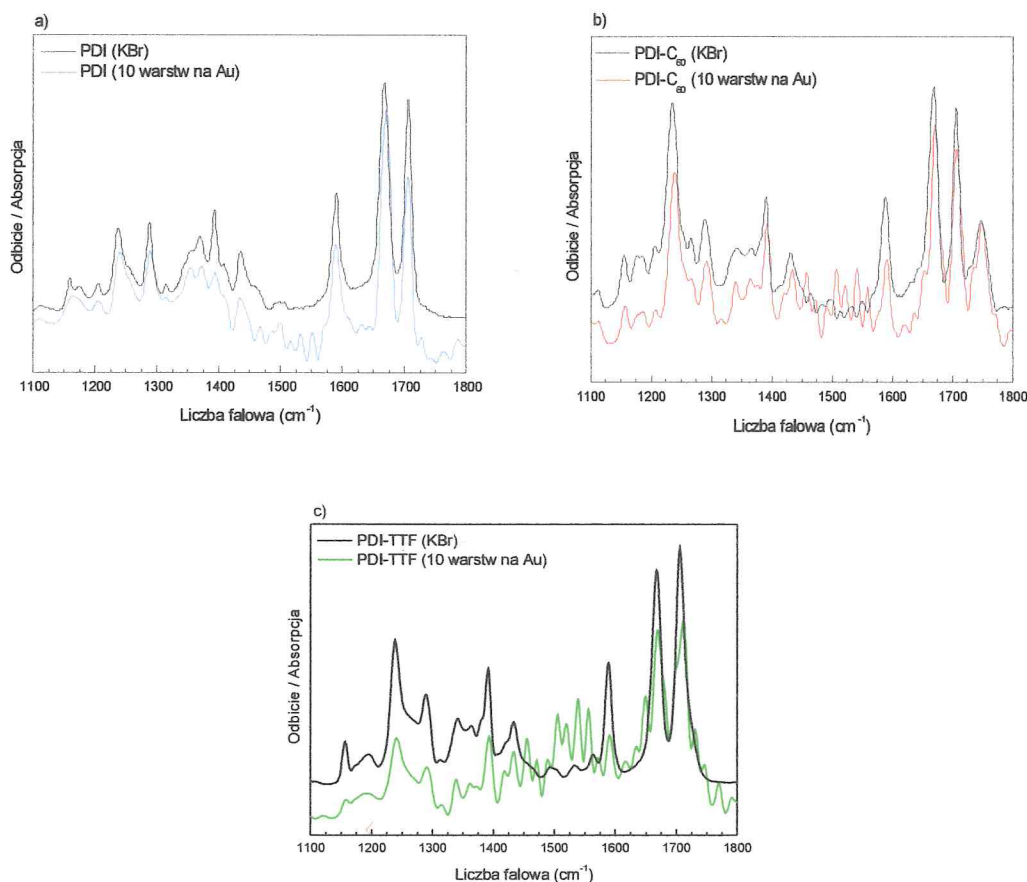 a)
PDI (KBr)
PDI (10 warstw na Au)
Odbicie / Absorpcja
1100 1200 1300 1400 1500 1600 1700 1800
Liczba falowa (cm⁻¹)
b)
PDI-C₆₀ (KBr)
PDI-C₆₀ (10 warstw na Au)
Odbicie / Absorpcja
1100 1200 1300 1400 1500 1600 1700 1800
Liczba falowa (cm⁻¹)
c)
PDI-TTF (KBr)
PDI-TTF (10 warstw na Au)
Odbicie / Absorpcja
1100 1200 1300 1400 1500 1600 1700 1800
Liczba falowa (cm⁻¹)